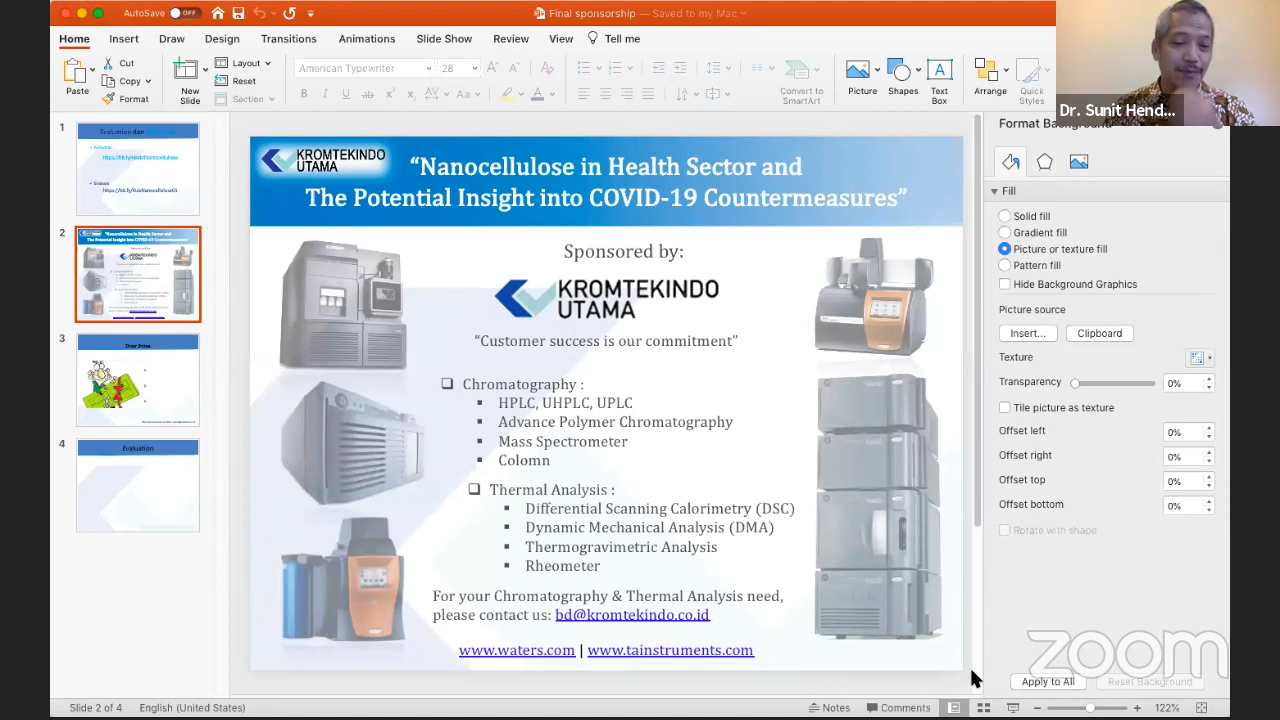 AutoSave OFF
Final sponsorship — Saved to my Mac
Home Insert Draw Design Transitions Animations Slide Show Review View Tell me
Paste
Cut
Copy
Format
New Slide
Layout
Reset
Section
American Typewriter 28
Convert to SmartArt
Picture
Shapes
Text Box
Arrange
Quick Styles
Dr. Sunit Hend...
1
Evaluation dan
2
3
4
Evaluation
KROMTEKINDO
UTAMA
“Nanocellulose in Health Sector and
The Potential Insight into COVID-19 Countermeasures”
Sponsored by:
KROMTEKINDO
UTAMA
“Customer success is our commitment”
Chromatography :
HPLC, UHPLC, UPLC
Advance Polymer Chromatography
Mass Spectrometer
Colomn
Thermal Analysis :
Differential Scanning Calorimetry (DSC)
Dynamic Mechanical Analysis (DMA)
Thermogravimetric Analysis
Rheometer
For your Chromatography & Thermal Analysis need,
please contact us: bd@kromtekindo.co.id
www.waters.com | www.tainstruments.com
Format Background
Fill
Solid fill
Gradient fill
Picture or texture fill
Pattern fill
Hide Background Graphics
Picture source
Insert... Clipboard
Texture
Transparency 0%
Tile picture as texture
Offset left 0%
Offset right 0%
Offset top 0%
Offset bottom 0%
Rotate with shape
zoom
Apply to All Reset Background
Slide 2 of 4 English (United States) Notes Comments 122%